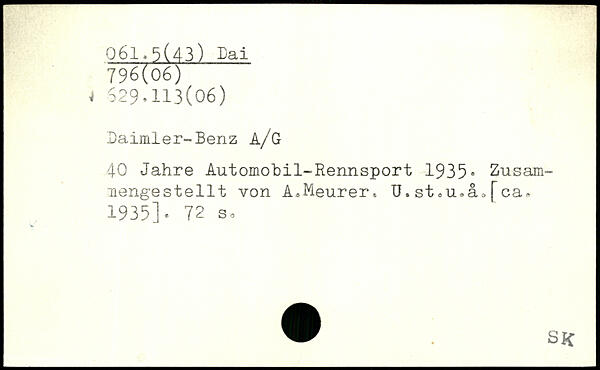 061.5(43) Dai
796(06)
629.113(06)
Daimler-Benz A/G
40 Jahre Automobil-Rennsport 1935. Zusam-
mengestellt von A.Meurer. U.st.u.å.[ca.
1935]. 72 s.
SK